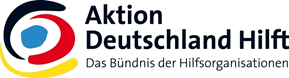 Aktion
Deutschland Hilft
Das Bündnis der Hilfsorganisationen